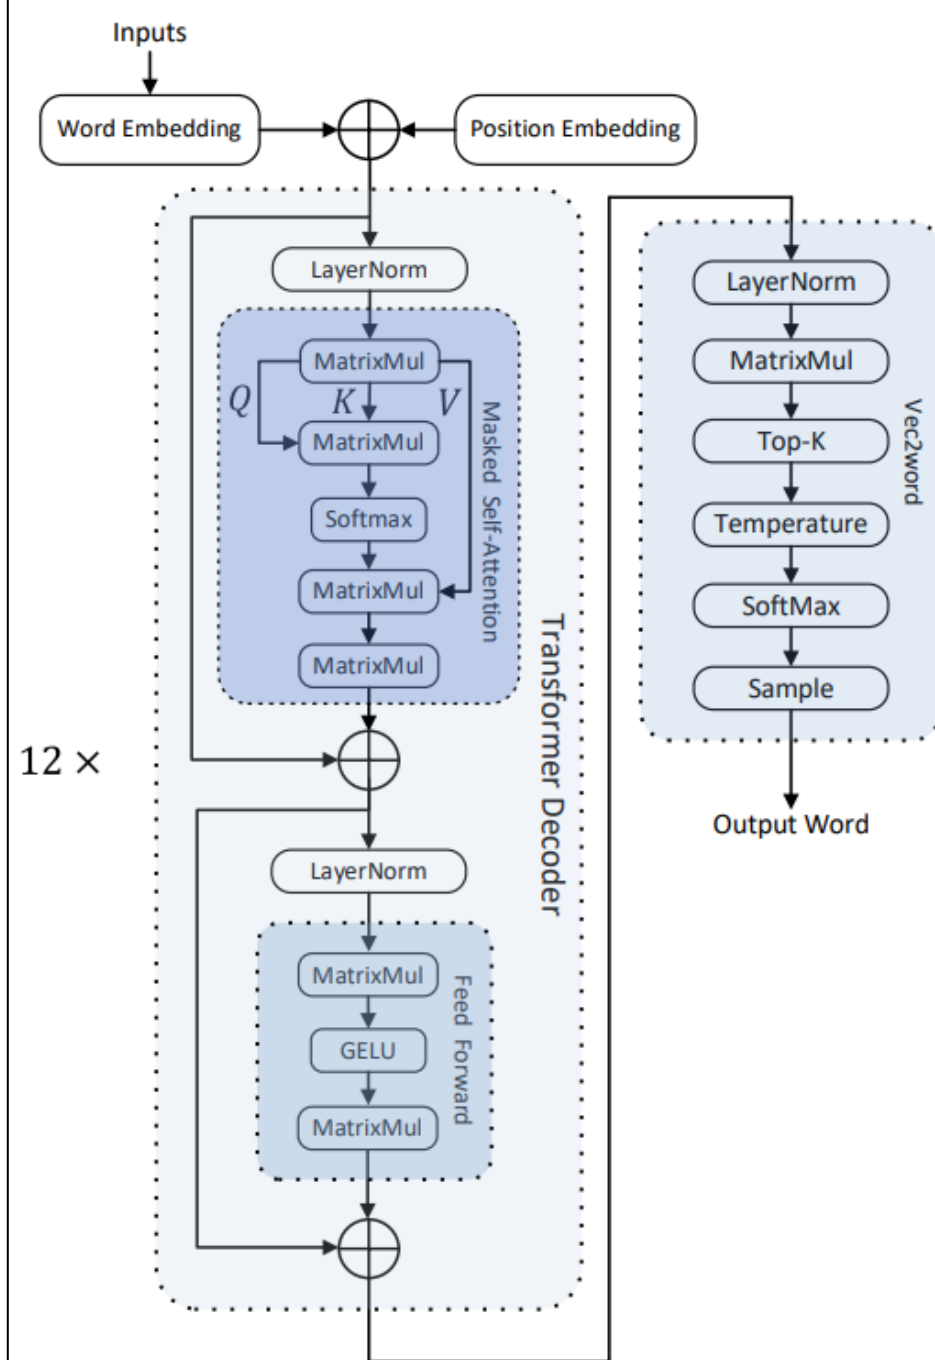 Inputs
Word Embedding
Position Embedding
LayerNorm
MatrixMul
Q
K
V
MatrixMul
Softmax
MatrixMul
MatrixMul
Masked Self-Attention
12 ×
LayerNorm
MatrixMul
GELU
MatrixMul
Feed Forward
Transformer Decoder
LayerNorm
MatrixMul
Top-K
Temperature
SoftMax
Sample
Vec2word
Output Word